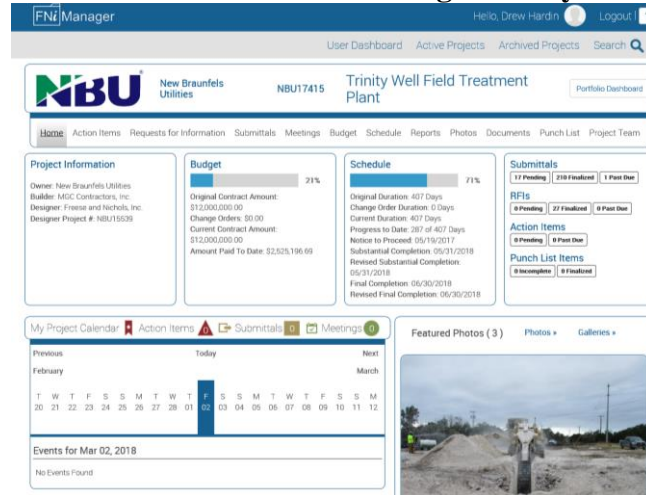 FNiManager
Hello, Drew Hardin
Logout
User Dashboard Active Projects Archived Projects Search
NBU
New Braunfels
Utilities
NBU17415
Trinity Well Field Treatment
Plant
Portfolio Dashboard
Home Action Items Requests for Information Submittals Meetings Budget Schedule Reports Photos Documents Punch List Project Team
Project Information
Owner: New Braunfels Utilities
Builder: MGC Contractors, Inc.
Designer: Freese and Nichols, Inc.
Designer Project #: NBU15539
Budget
21%
Original Contract Amount:
$12,000,000.00
Change Orders: $0.00
Current Contract Amount:
$12,000,000.00
Amount Paid To Date: $2,525,196.69
Schedule
71%
Original Duration: 407 Days
Change Order Duration: 0 Days
Current Duration: 407 Days
Progress to Date: 287 of 407 Days
Notice to Proceed: 05/19/2017
Substantial Completion: 05/31/2018
Revised Substantial Completion:
05/31/2018
Final Completion: 06/30/2018
Revised Final Completion: 06/30/2018
Submittals
17 Pending 210 Finalized 1 Past Due
RFIs
0 Pending 27 Finalized 0 Past Due
Action Items
0 Pending 0 Past Due
Punch List Items
0 Incomplete 0 Finalized
My Project Calendar Action Items 0 Submittals 0 Meetings 0
Previous Today Next
February March
T W T F S S M T W T F S S M T W T F S S M
20 21 22 23 24 25 26 27 28 01 02 03 04 05 06 07 08 09 10 11 12
Events for Mar 02, 2018
No Events Found
Featured Photos ( 3 ) Photos » Galleries »